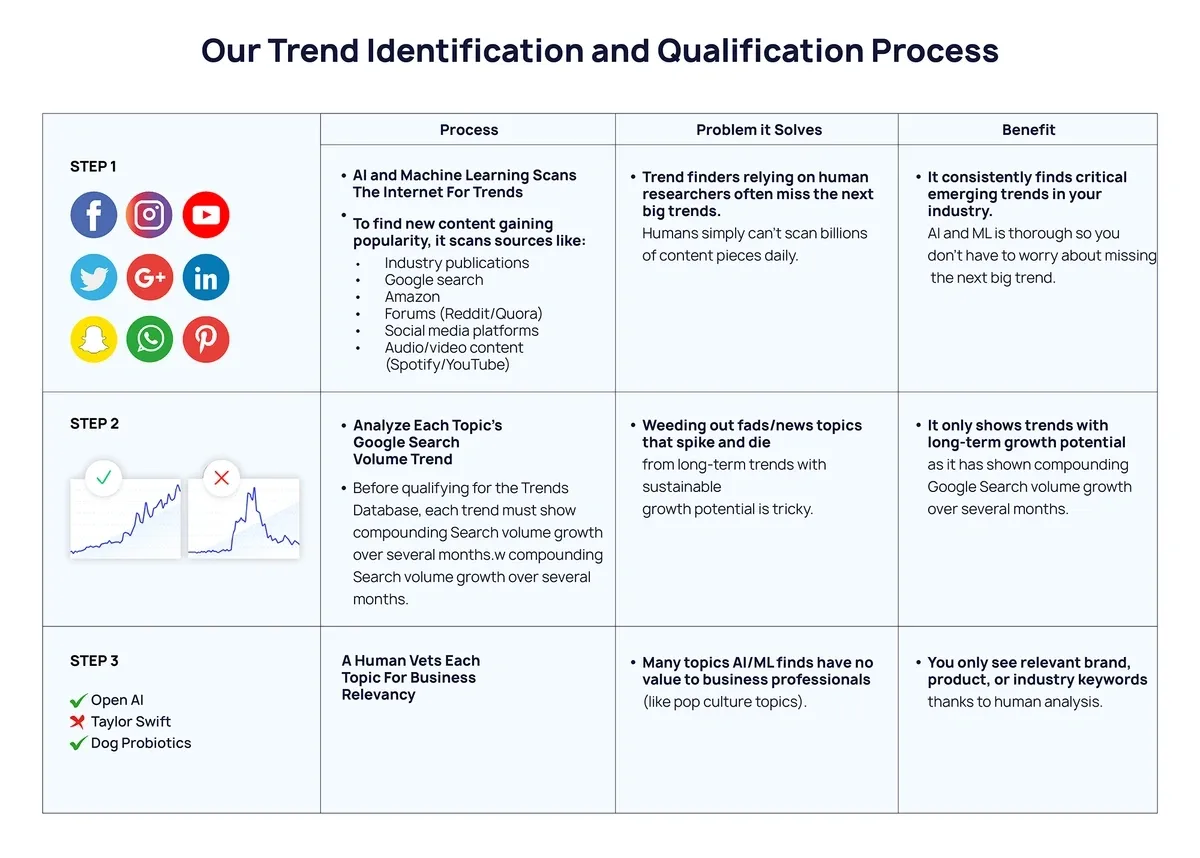 Our Trend Identification and Qualification Process
Process
Problem it Solves
Benefit
STEP 1
• AI and Machine Learning Scans
The Internet For Trends
• To find new content gaining
popularity, it scans sources like:
• Industry publications
• Google search
• Amazon
• Forums (Reddit/Quora)
• Social media platforms
• Audio/video content
(Spotify/YouTube)
• Trend finders relying on human
researchers often miss the next
big trends.
Humans simply can't scan billions
of content pieces daily.
• It consistently finds critical
emerging trends in your
industry.
AI and ML is thorough so you
don't have to worry about missing
the next big trend.
STEP 2
• Analyze Each Topic's
Google Search
Volume Trend
• Before qualifying for the Trends
Database, each trend must show
compounding Search volume growth
over several months.w compounding
Search volume growth over several
months.
• Weeding out fads/news topics
that spike and die
from long-term trends with
sustainable
growth potential is tricky.
• It only shows trends with
long-term growth potential
as it has shown compounding
Google Search volume growth
over several months.
STEP 3
Open AI
Taylor Swift
Dog Probiotics
A Human Vets Each
Topic For Business
Relevancy
• Many topics AI/ML finds have no
value to business professionals
(like pop culture topics).
• You only see relevant brand,
product, or industry keywords
thanks to human analysis.